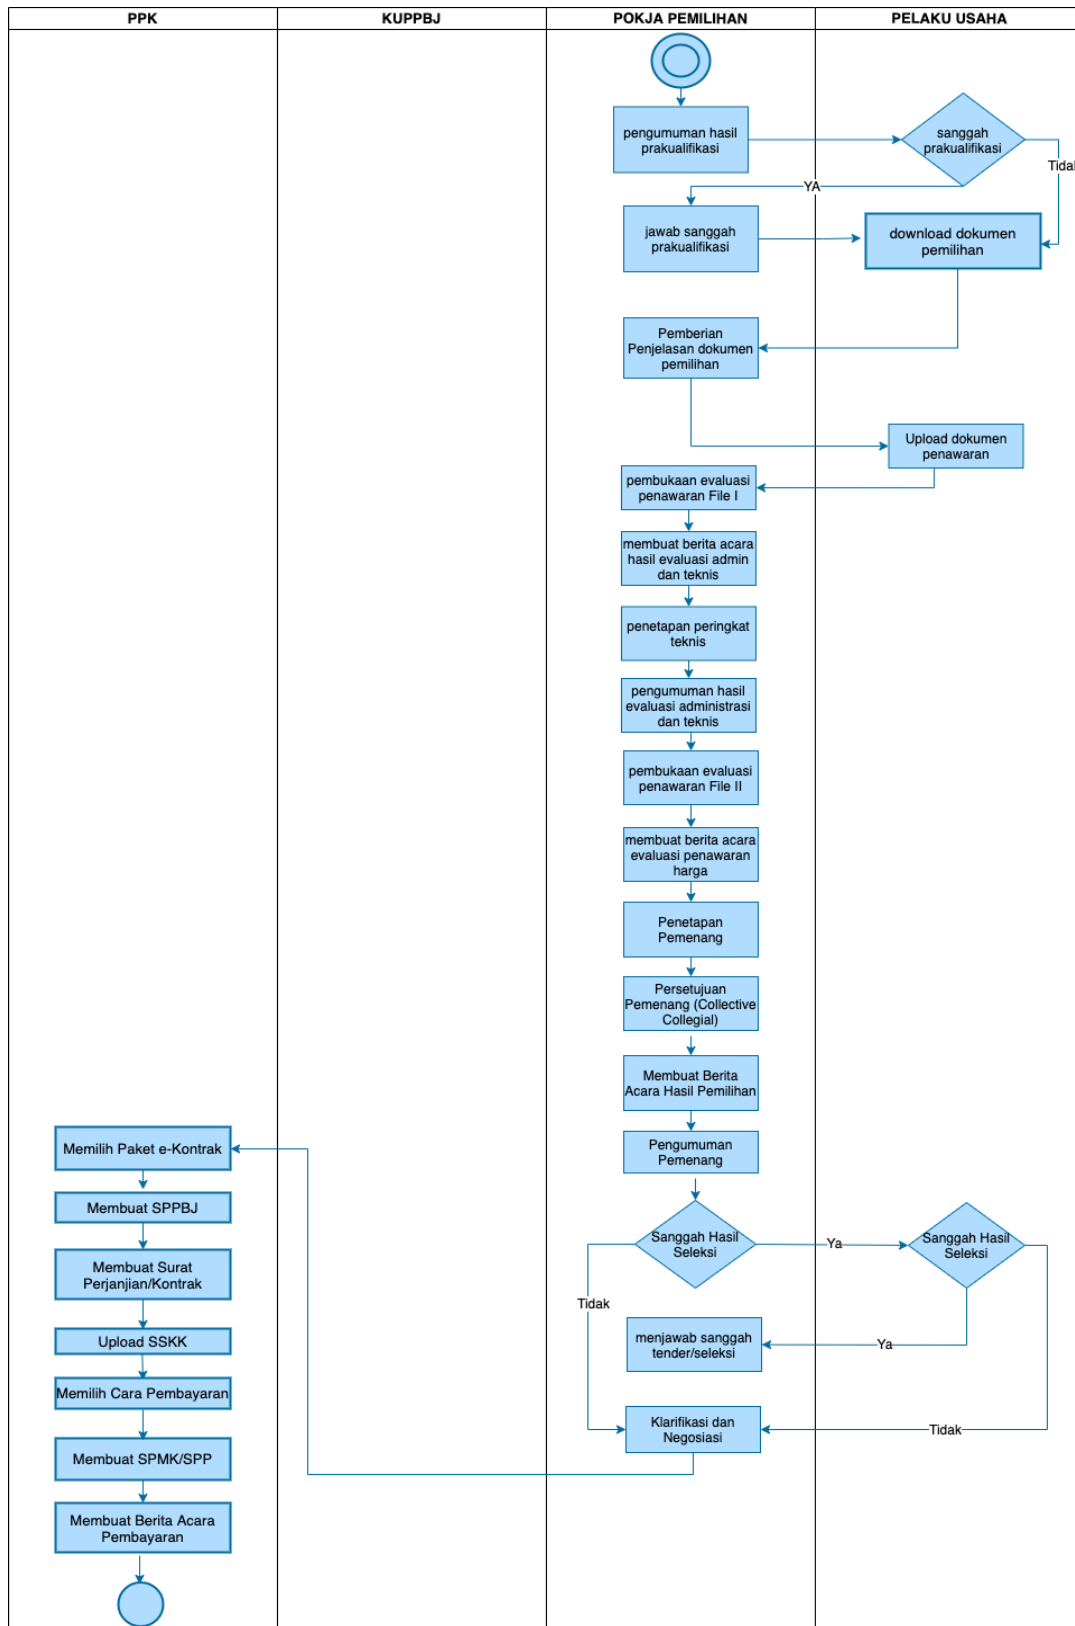 PPK
KUPPBJ
POKJA PEMILIHAN
PELAKU USAHA
pengumuman hasil
prakualifikasi
sanggah
prakualifikasi
Tidak
YA
jawab sanggah
prakualifikasi
download dokumen
pemilihan
Pemberian
Penjelasan dokumen
pemilihan
Upload dokumen
penawaran
pembukaan evaluasi
penawaran File I
membuat berita acara
hasil evaluasi admin
dan teknis
penetapan peringkat
teknis
pengumuman hasil
evaluasi administrasi
dan teknis
pembukaan evaluasi
penawaran File II
membuat berita acara
evaluasi penawaran
harga
Penetapan
Pemenang
Persetujuan
Pemenang (Collective
Collegial)
Membuat Berita
Acara Hasil Pemilihan
Pengumuman
Pemenang
Sanggah Hasil
Seleksi
Ya
Sanggah Hasil
Seleksi
Tidak
menjawab sanggah
tender/seleksi
Ya
Klarifikasi dan
Negosiasi
Tidak
Memilih Paket e-Kontrak
Membuat SPPBJ
Membuat Surat
Perjanjian/Kontrak
Upload SSKK
Memilih Cara Pembayaran
Membuat SPMK/SPP
Membuat Berita Acara
Pembayaran